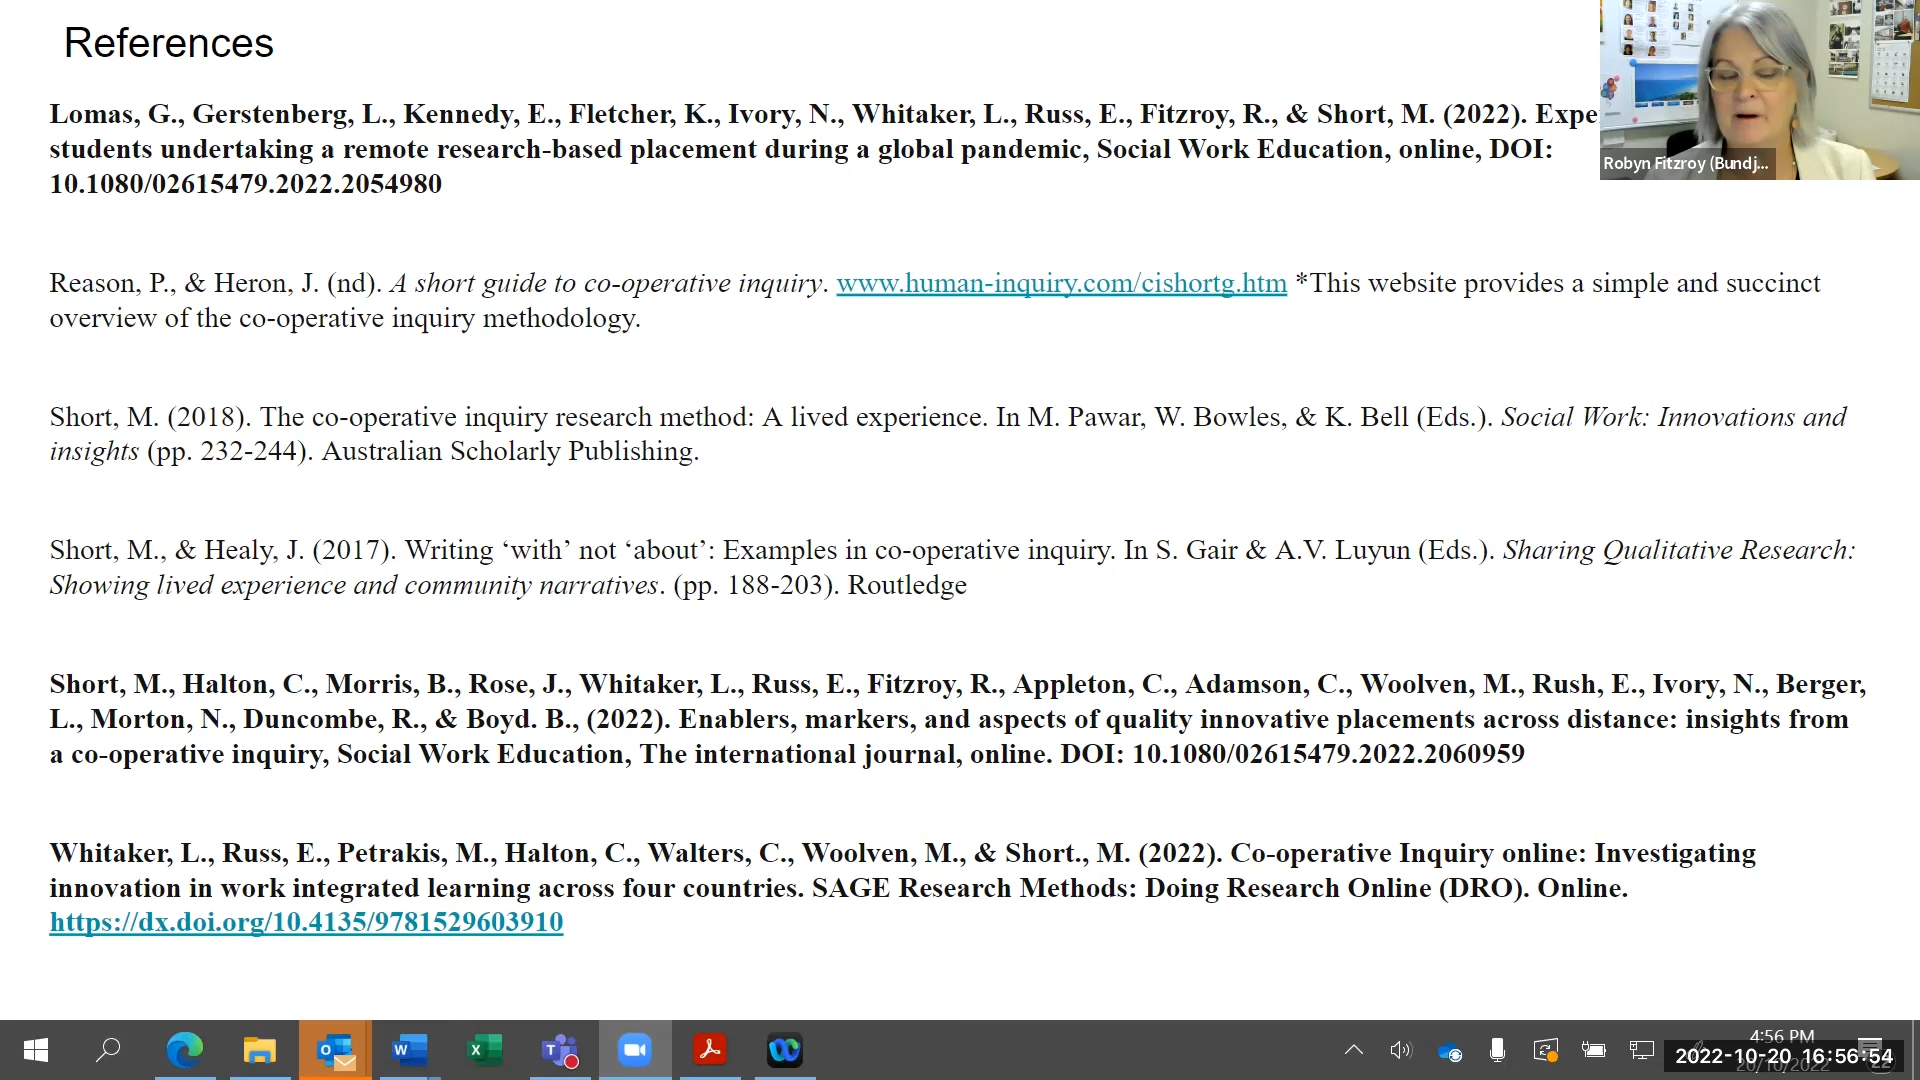 References
Lomas, G., Gerstenberg, L., Kennedy, E., Fletcher, K., Ivory, N., Whitaker, L., Russ, E., Fitzroy, R., & Short, M. (2022).
students undertaking a remote research-based placement during a global pandemic, Social Work Education, online, DOI:
10.1080/02615479.2022.2054980
Robyn Fitzroy (Bundj...
Reason, P., & Heron, J. (nd). A short guide to co-operative inquiry. www.human-inquiry.com/cishortg.htm *This website provides a simple and succinct
overview of the co-operative inquiry methodology.
Short, M. (2018). The co-operative inquiry research method: A lived experience. In M. Pawar, W. Bowles, & K. Bell (Eds.). Social Work: Innovations and
insights (pp. 232-244). Australian Scholarly Publishing.
Short, M., & Healy, J. (2017). Writing ‘with’ not ‘about’: Examples in co-operative inquiry. In S. Gair & A.V. Luyun (Eds.). Sharing Qualitative Research:
Showing lived experience and community narratives. (pp. 188-203). Routledge
Short, M., Halton, C., Morris, B., Rose, J., Whitaker, L., Russ, E., Fitzroy, R., Appleton, C., Adamson, C., Woolven, M., Rush, E., Ivory, N., Berger,
L., Morton, N., Duncombe, R., & Boyd. B., (2022). Enablers, markers, and aspects of quality innovative placements across distance: insights from
a co-operative inquiry, Social Work Education, The international journal, online. DOI: 10.1080/02615479.2022.2060959
Whitaker, L., Russ, E., Petrakis, M., Halton, C., Walters, C., Woolven, M., & Short., M. (2022). Co-operative Inquiry online: Investigating
innovation in work integrated learning across four countries. SAGE Research Methods: Doing Research Online (DRO). Online.
https://dx.doi.org/10.4135/9781529603910
4:56 PM
2022-10-20 16:56:54
20/10/2022
22